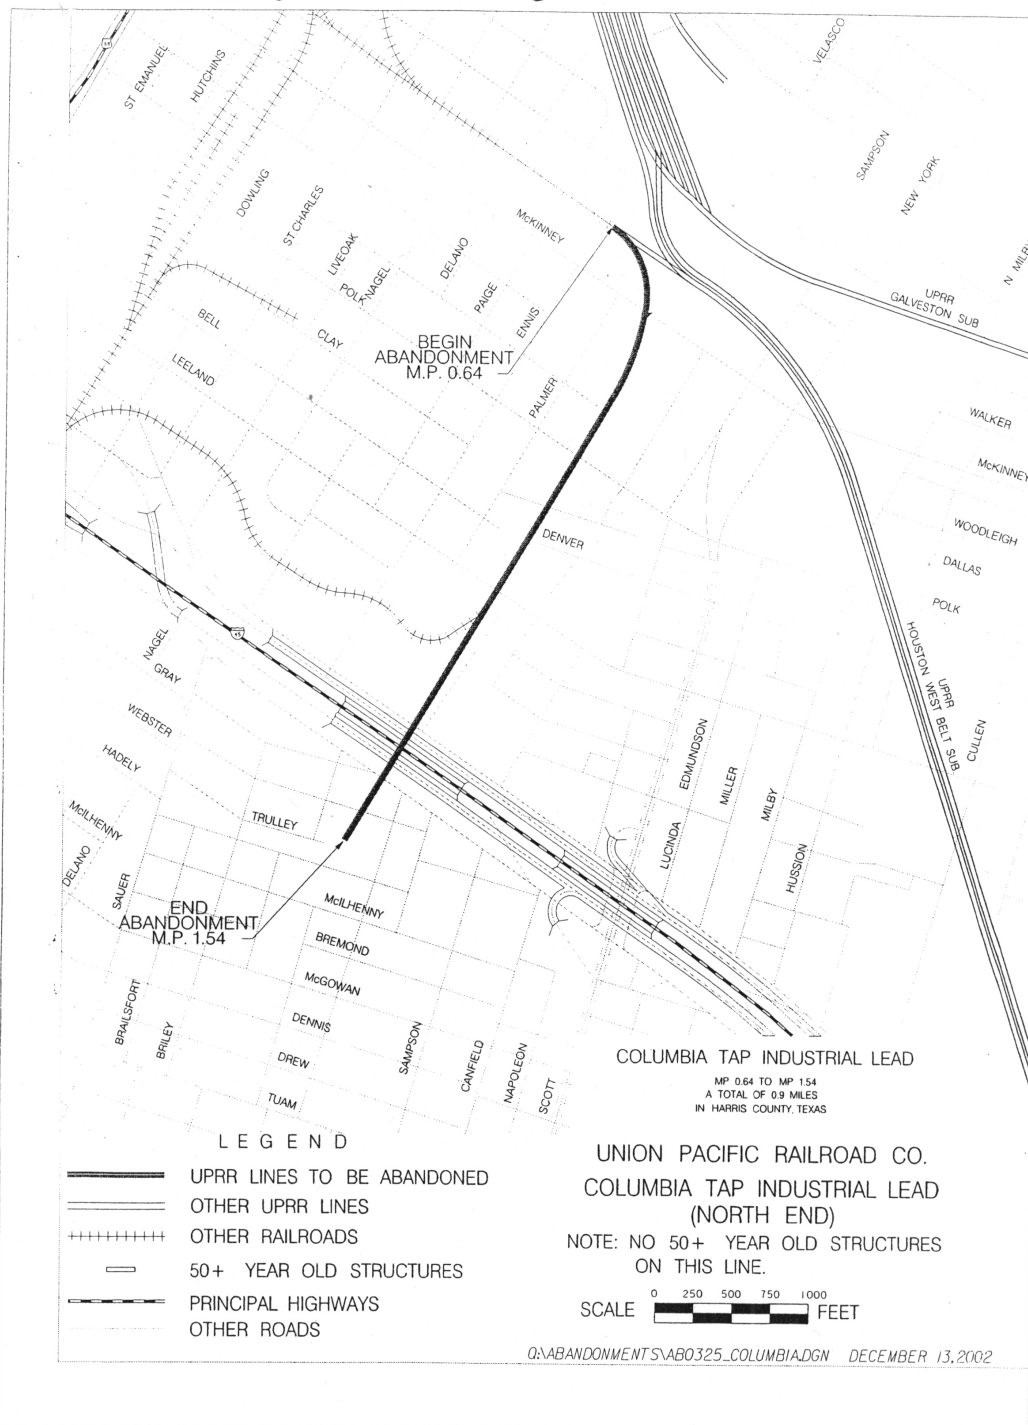 ST EMANUEL
HUTCHINS
59
VELASCO
SAMPSON
NEW YORK
DOWLING
ST CHARLES
LIVEOAK
POLK
NAGEL
DELANO
PAIGE
McKINNEY
ENNIS
UPRR
GALVESTON SUB
BELL
CLAY
LEELAND
BEGIN
ABANDONMENT
M.P. 0.64
PALMER
WALKER
McKINNEY
WOODLEIGH
DALLAS
POLK
DENVER
45
NAGEL
GRAY
WEBSTER
HADELY
McILHENNY
DELANO
SAUER
TRULLEY
END
ABANDONMENT
M.P. 1.54
McILHENNY
BREMOND
McGOWAN
DENNIS
DREW
TUAM
BRAILSFORT
BRILEY
SAMPSON
CANFIELD
NAPOLEON
SCOTT
LUCINDA
EDMUNDSON
MILLER
MILBY
HUSSION
UPRR
HOUSTON WEST BELT SUB.
CULLEN
COLUMBIA TAP INDUSTRIAL LEAD
MP 0.64 TO MP 1.54
A TOTAL OF 0.9 MILES
IN HARRIS COUNTY, TEXAS
LEGEND
UPRR LINES TO BE ABANDONED
OTHER UPRR LINES
OTHER RAILROADS
50+ YEAR OLD STRUCTURES
PRINCIPAL HIGHWAYS
OTHER ROADS
UNION PACIFIC RAILROAD CO.
COLUMBIA TAP INDUSTRIAL LEAD
(NORTH END)
NOTE: NO 50+ YEAR OLD STRUCTURES
ON THIS LINE.
0 250 500 750 1000
SCALE FEET
Q:\ABANDONMENTS\AB0325_COLUMBIA.DGN DECEMBER 13, 2002